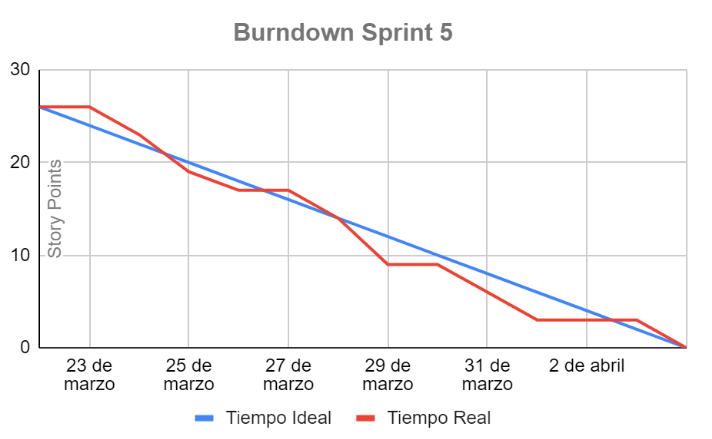 Burndown Sprint 5
30
20
10
0
Story Points
23 de
marzo
25 de
marzo
27 de
marzo
29 de
marzo
31 de
marzo
2 de abril
Tiempo Ideal
Tiempo Real